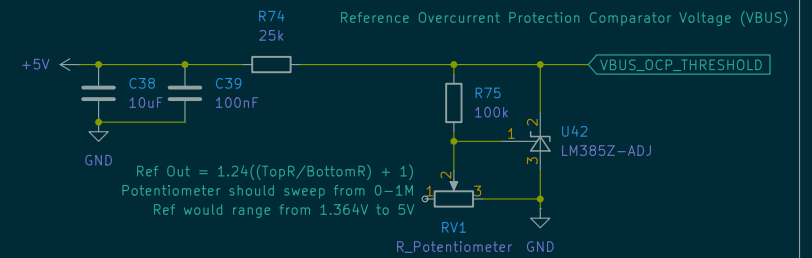 R74
25k
Reference Overcurrent Protection Comparator Voltage (VBUS)
+5V
C38
10uF
C39
100nF
VBUS_OCP_THRESHOLD
R75
100k
GND
1
2
3
U42
LM385Z-ADJ
Ref Out = 1.24((TopR/BottomR) + 1)
Potentiometer should sweep from 0-1M
Ref would range from 1.364V to 5V
1
2
3
RV1
R_Potentiometer
GND